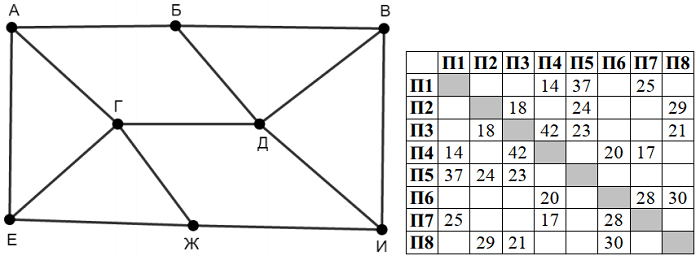 А Б В
Г
Д
Е
Ж
И
П1 П2 П3 П4 П5 П6 П7 П8
П1 14 37 25
П2 18 24 29
П3 18 42 23 21
П4 14 42 20 17
П5 37 24 23
П6 20 28 30
П7 25 17 28
П8 29 21 30